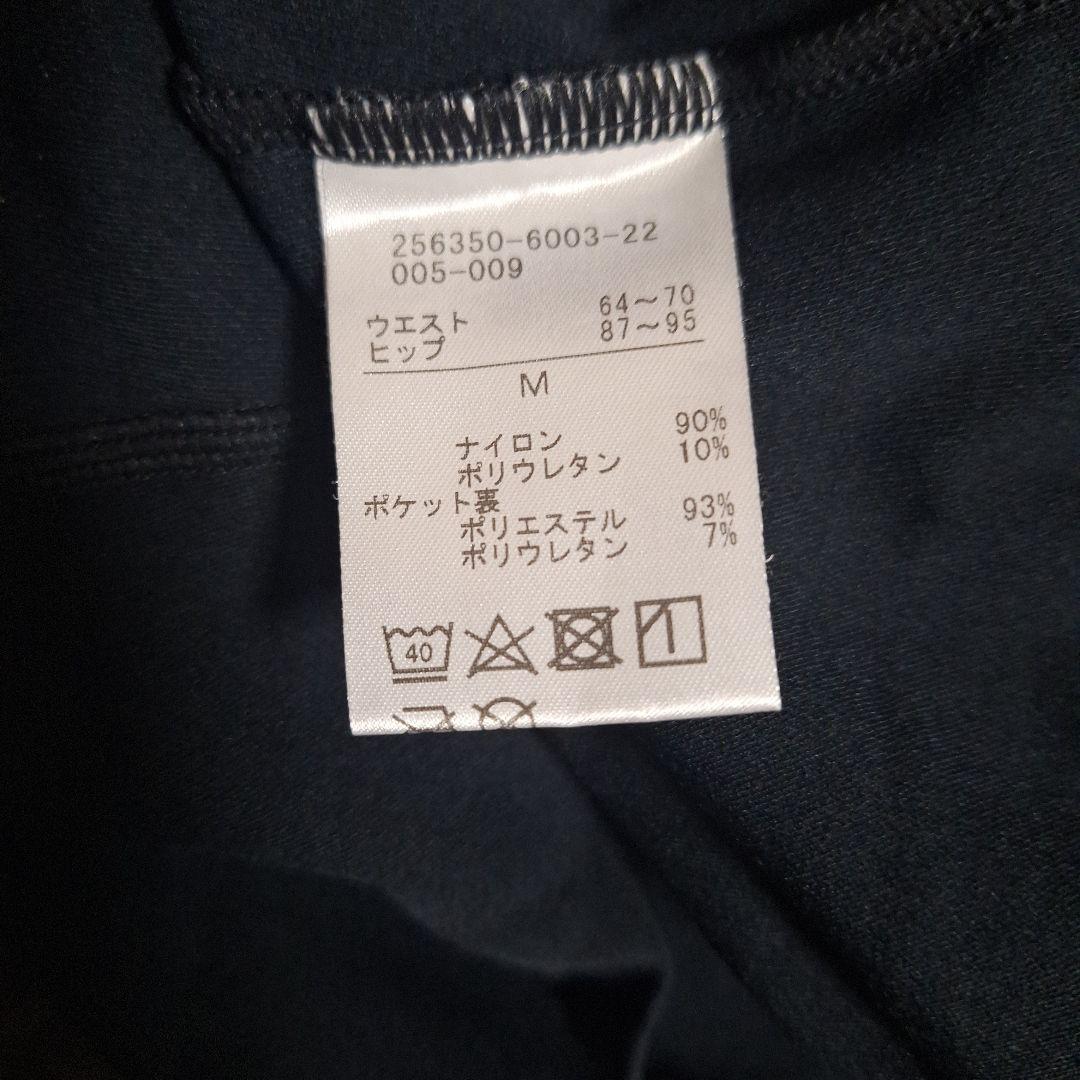 256350-6003-22
005-009
ウエスト 64～70
ヒップ 87～95
M
ナイロン 90%
ポリウレタン 10%
ポケット裏
ポリエステル 93%
ポリウレタン 7%
40